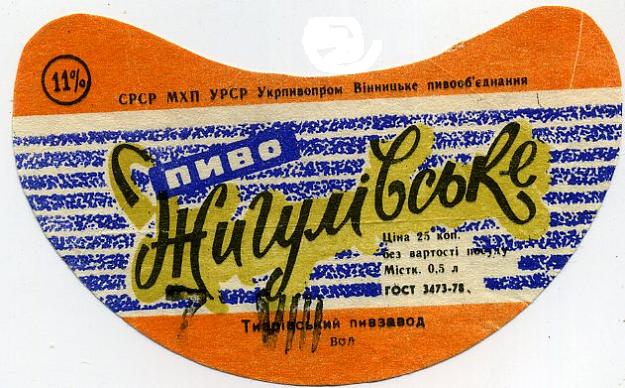 11%
СРСР МХП УРСР Укрпивопром Вінницьке пивооб'єднання
ПИВО
Жигулівське
Ціна 25 коп.
без вартості посуду
Містк. 0,5 л
ГОСТ 3473-78
Тиврівський пивзавод